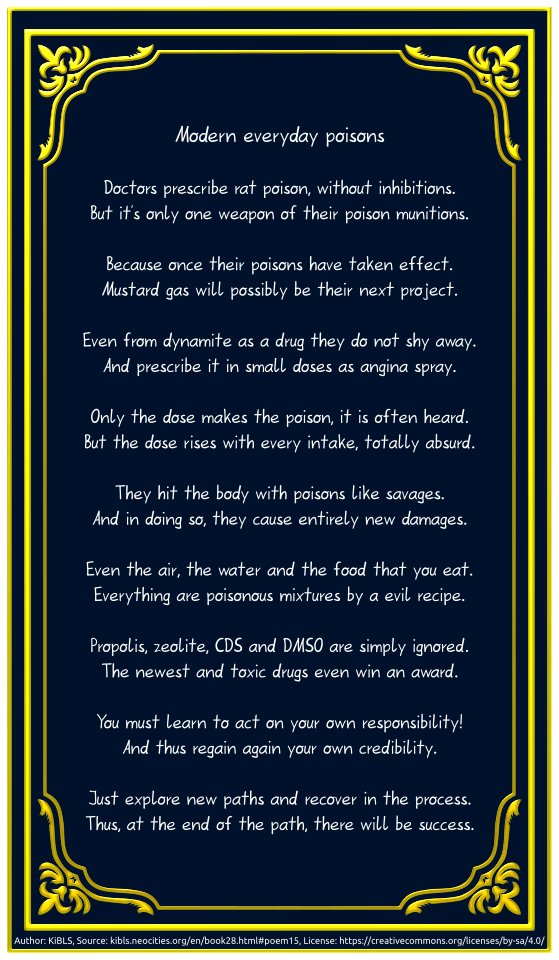 Modern everyday poisons
Doctors prescribe rat poison, without inhibitions.
But it's only one weapon of their poison munitions.
Because once their poisons have taken effect.
Mustard gas will possibly be their next project.
Even from dynamite as a drug they do not shy away.
And prescribe it in small doses as angina spray.
Only the dose makes the poison, it is often heard.
But the dose rises with every intake, totally absurd.
They hit the body with poisons like savages.
And in doing so, they cause entirely new damages.
Even the air, the water and the food that you eat.
Everything are poisonous mixtures by a evil recipe.
Propolis, zeolite, CDS and DMSO are simply ignored.
The newest and toxic drugs even win an award.
You must learn to act on your own responsibility!
And thus regain again your own credibility.
Just explore new paths and recover in the process.
Thus, at the end of the path, there will be success.
Author: KiBLS, Source: kibls.neocities.org/en/book28.html#poem15, License: https://creativecommons.org/licenses/by-sa/4.0/